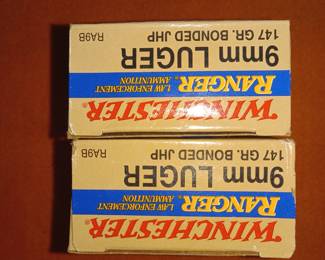 WINCHESTER®
RANGER®
LAW ENFORCEMENT
AMMUNITION
9mm LUGER
147 GR. BONDED JHP
RA9B
WINCHESTER®
RANGER®
LAW ENFORCEMENT
AMMUNITION
9mm LUGER
147 GR. BONDED JHP
RA9B